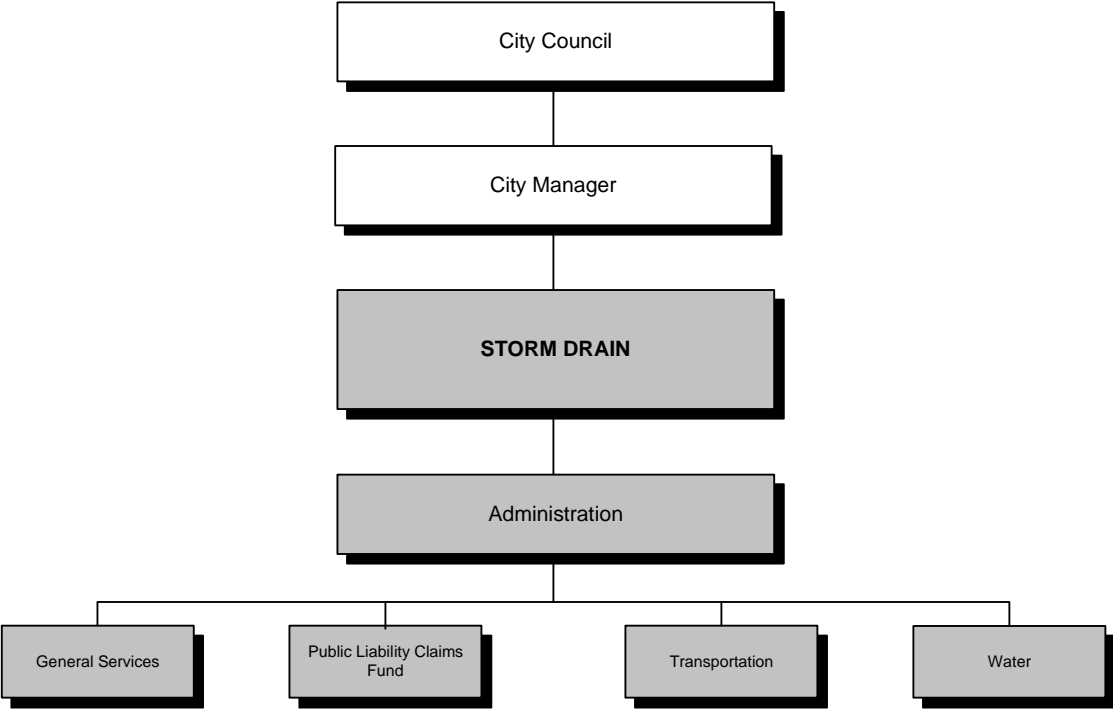 City Council
City Manager
STORM DRAIN
Administration
General Services
Public Liability Claims
Fund
Transportation
Water